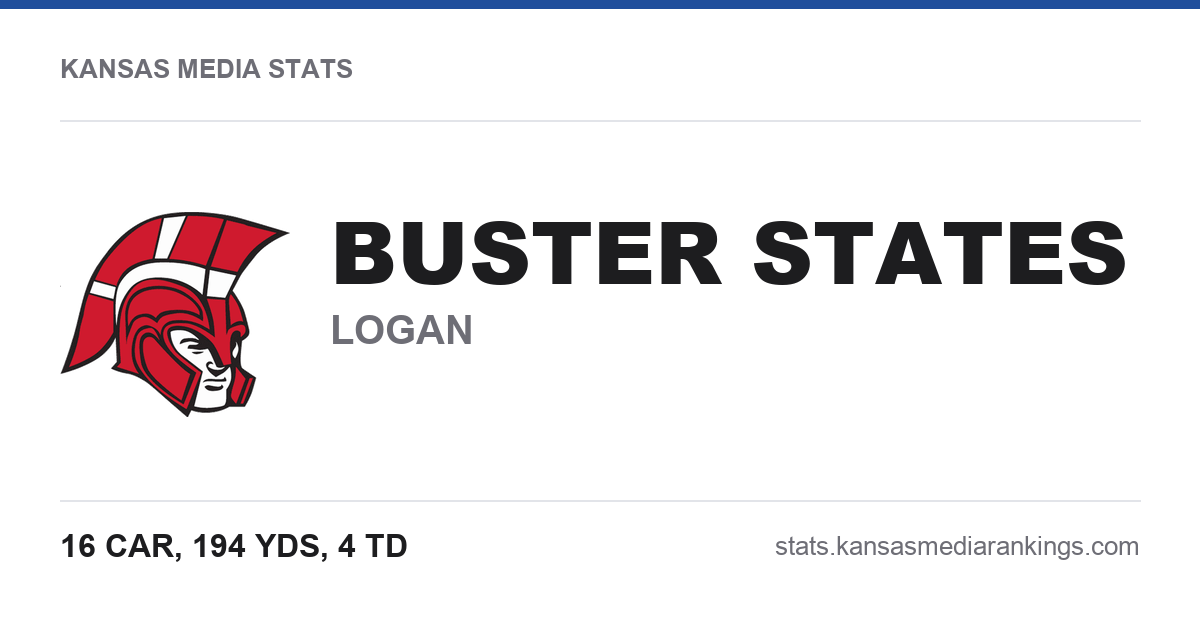 KANSAS MEDIA STATS
BUSTER STATES
LOGAN
16 CAR, 194 YDS, 4 TD
stats.kansasmediarankings.com